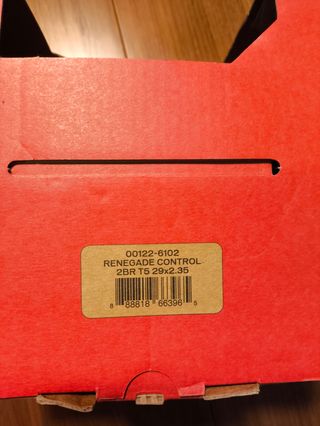 00122-6102
RENEGADE CONTROL
2BR T5 29x2.35
8 88818 66396 5